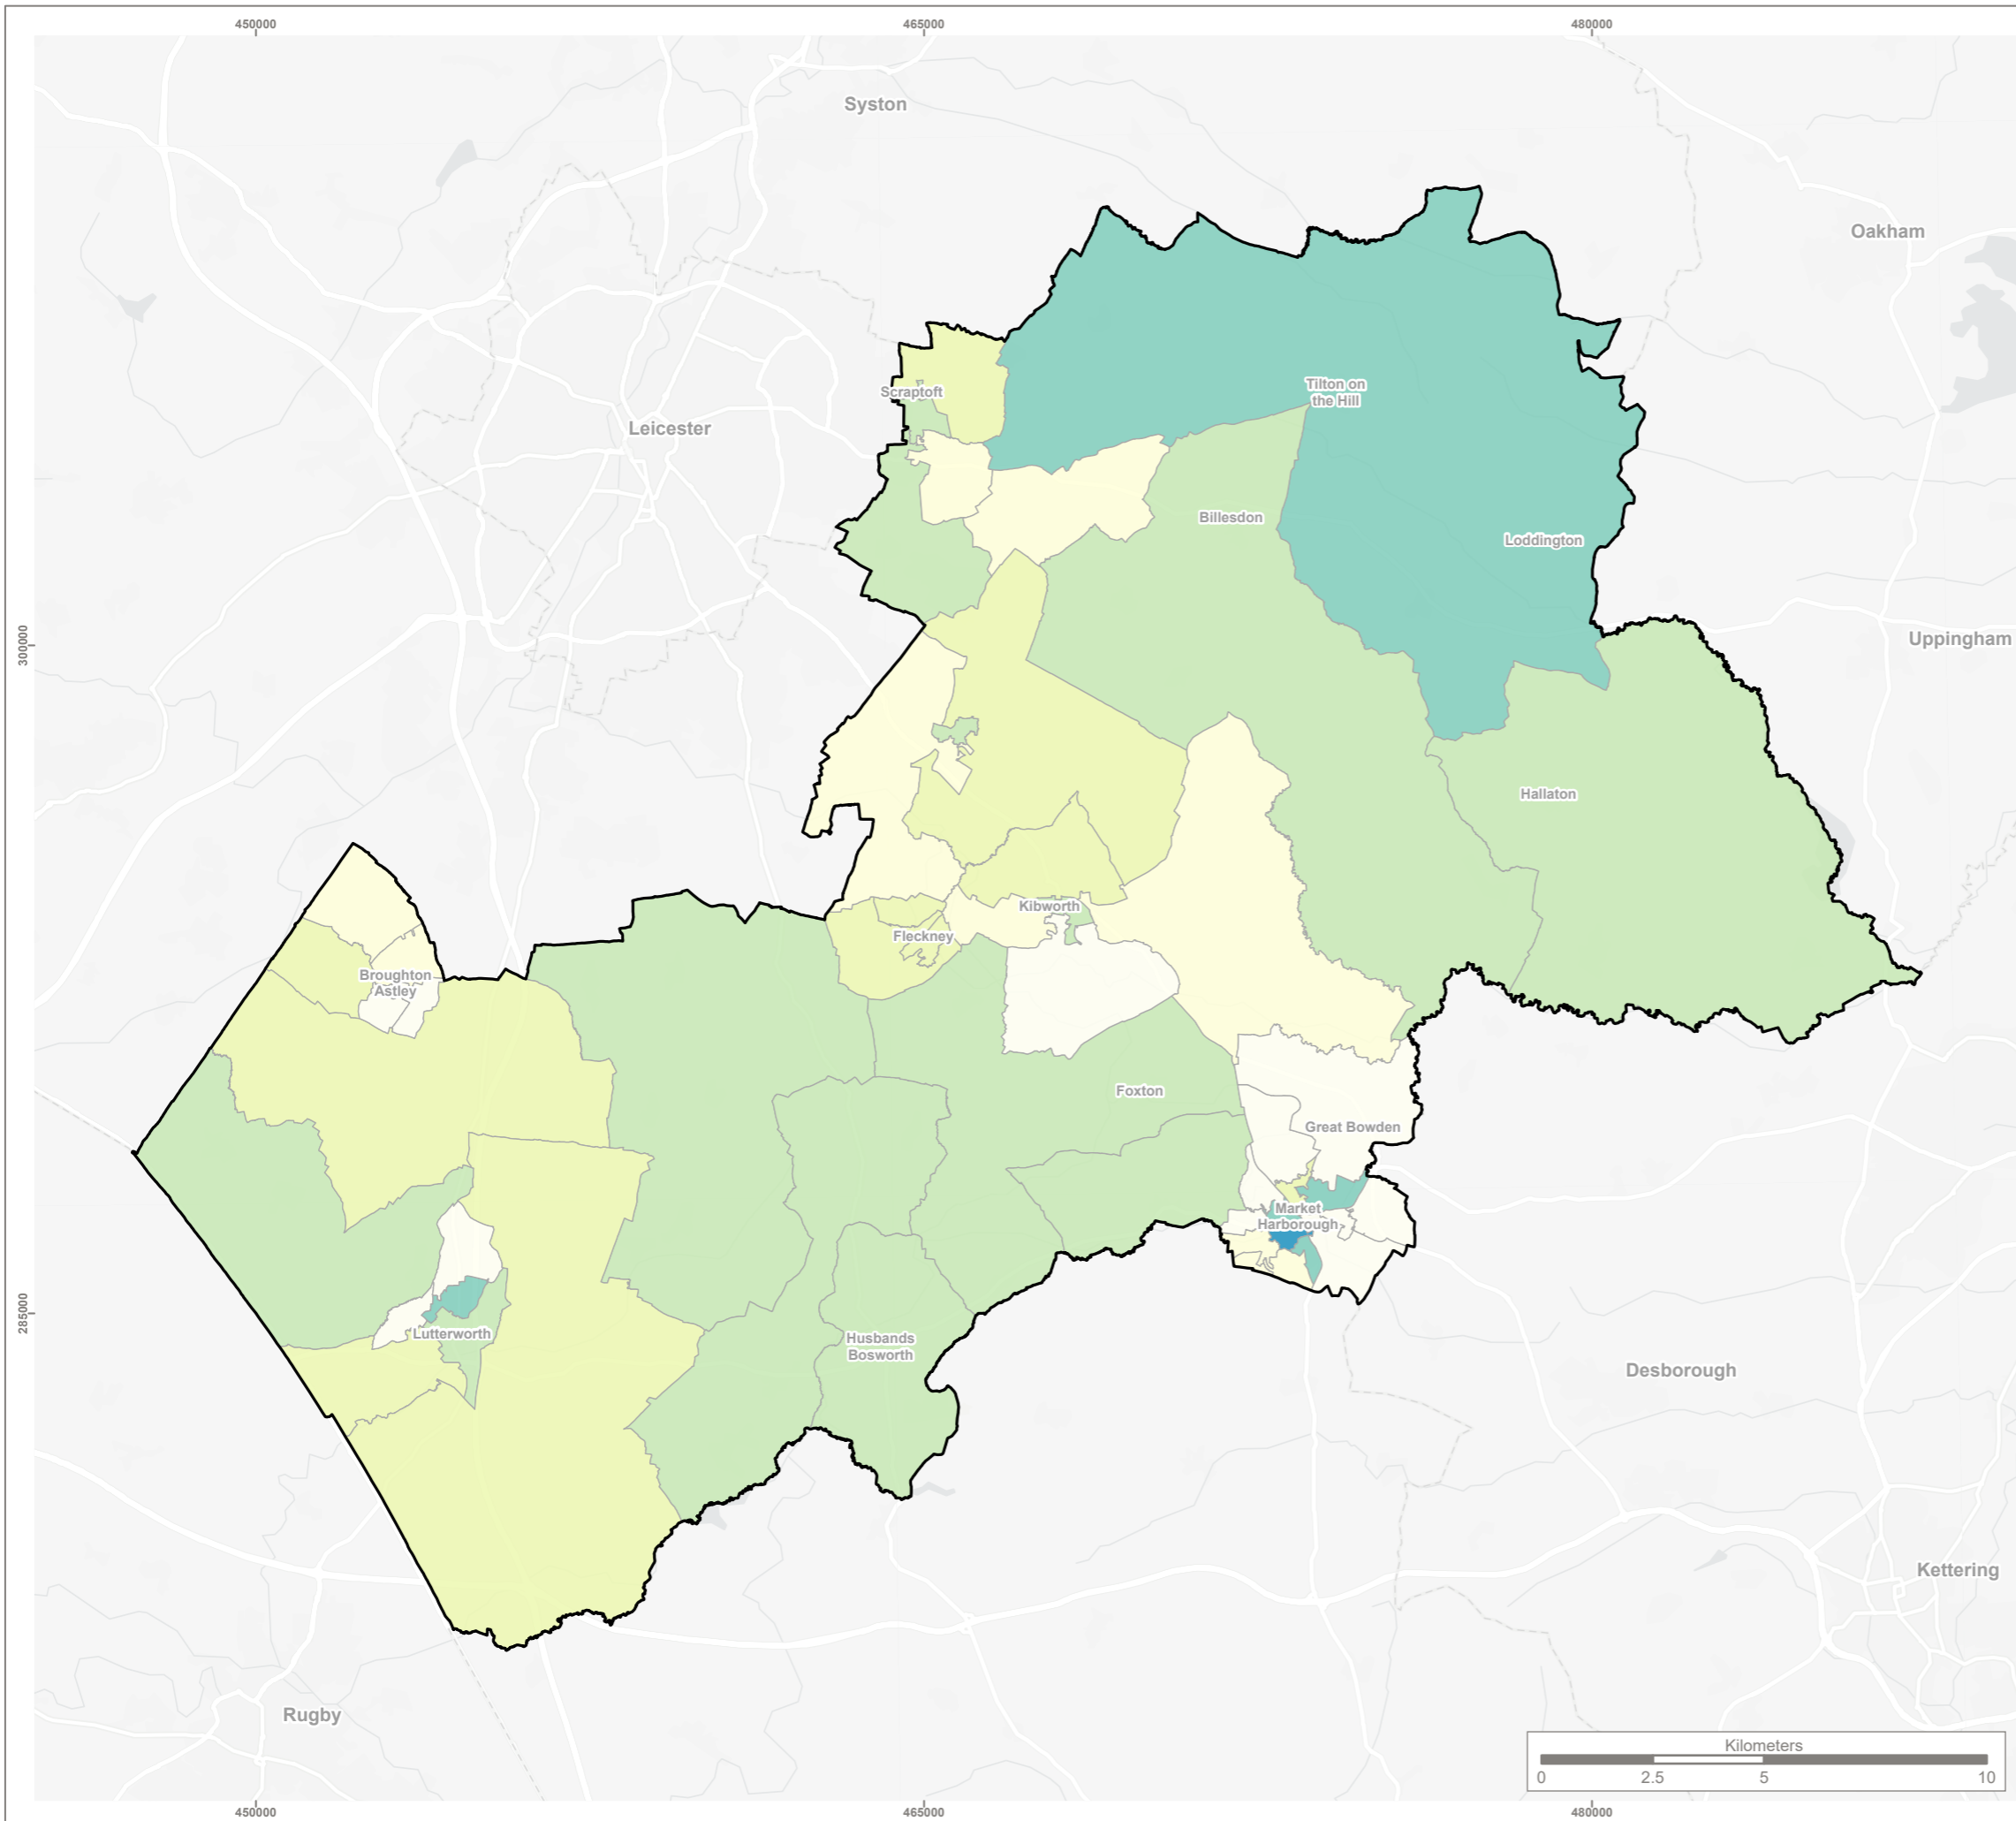 450000
465000
480000
Syston
Oakham
Tilton on
the Hill
Scraptoft
Leicester
Billesdon
Loddington
300000
Uppingham
Hallaton
Kibworth
Fleckney
Broughton
Astley
Foxton
Great Bowden
Market
Harborough
285000
Lutterworth
Husbands
Bosworth
Desborough
Kettering
Rugby
Kilometers
0
2.5
5
10
450000
465000
480000